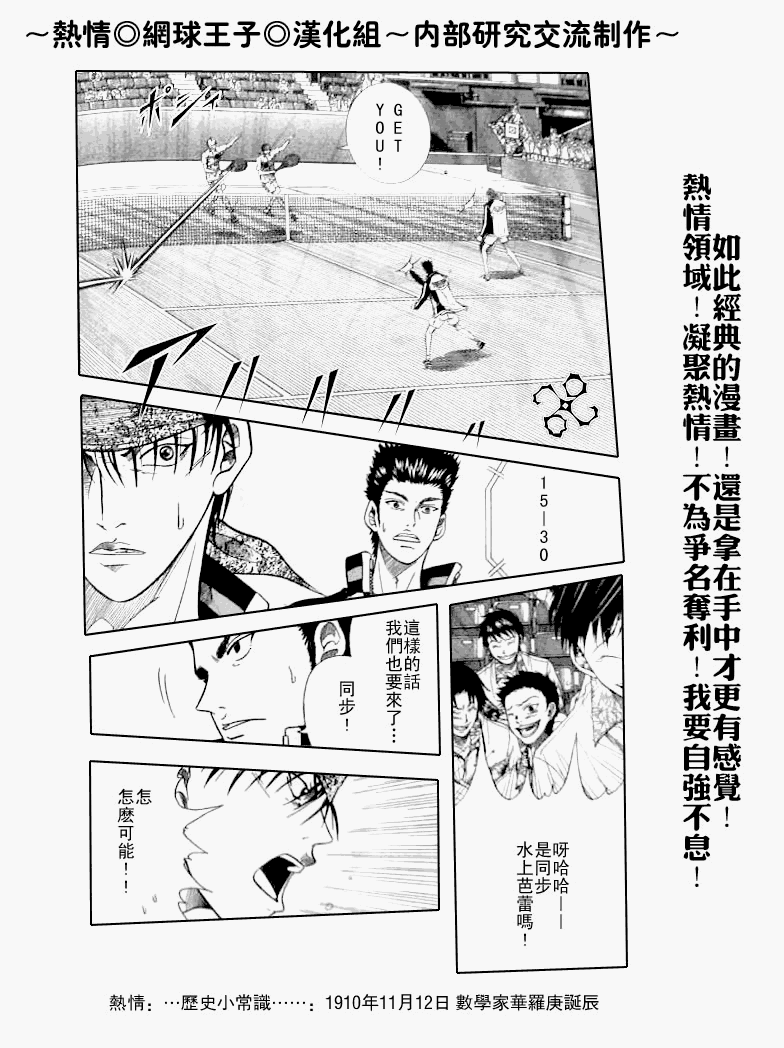 ～熱情◎網球王子◎漢化組～内部研究交流制作～
如此經典的漫畫！還是拿在手中才更有感覺！
熱情領域！凝聚熱情！不為爭名奪利！我要自強不息！
GET
YOU!
15—30
這樣的話
我們也要來了…
同步！
呀哈哈——
是同步
水上芭蕾嗎！
怎
怎麼可能！！
熱情：…歷史小常識……：1910年11月12日 數學家華羅庚誕辰